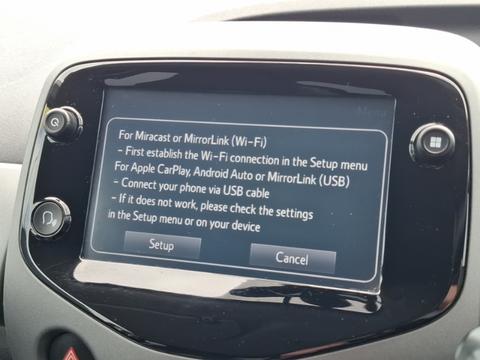 Menu
For Miracast or MirrorLink (Wi-Fi)
- First establish the Wi-Fi connection in the Setup menu
For Apple CarPlay, Android Auto or MirrorLink (USB)
- Connect your phone via USB cable
- If it does not work, please check the settings
in the Setup menu or on your device
Setup
Cancel